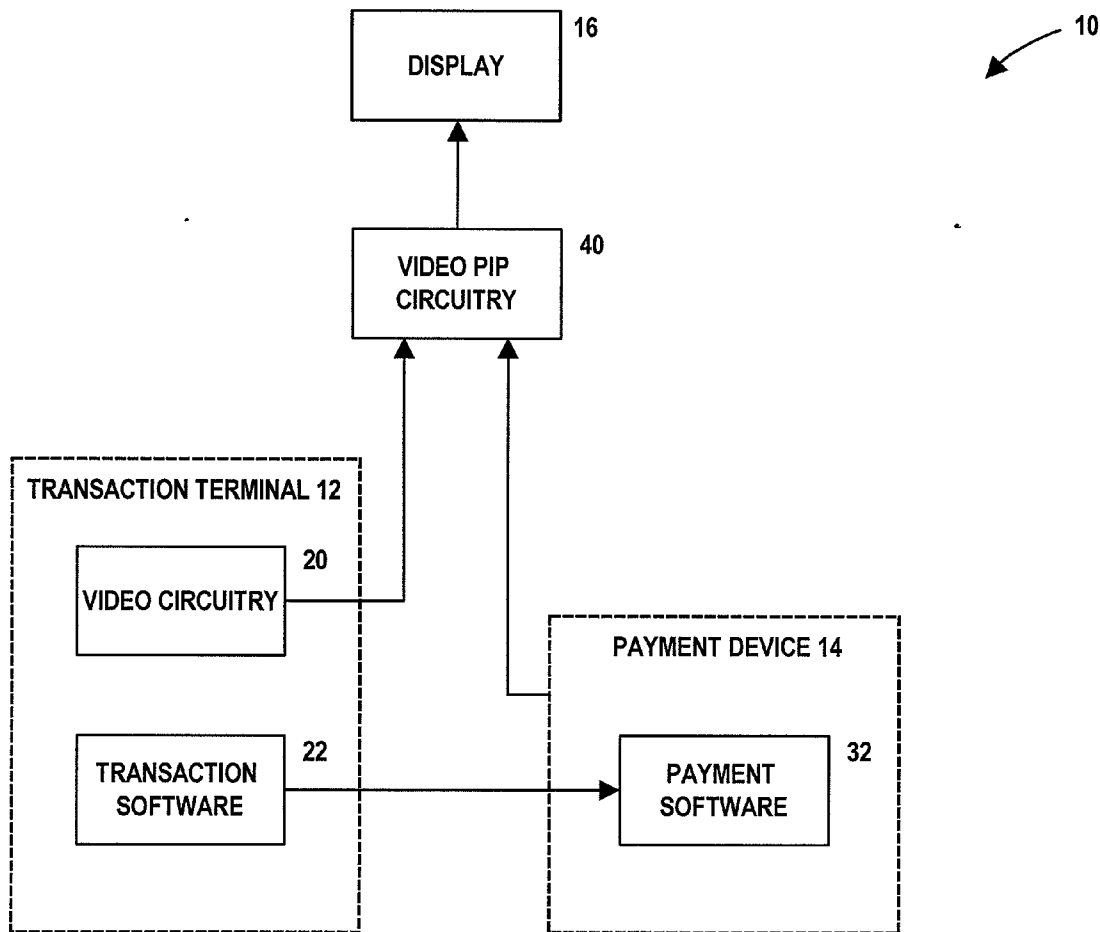 16
10
DISPLAY
40
VIDEO PIP
CIRCUITRY
TRANSACTION TERMINAL 12
20
VIDEO CIRCUITRY
PAYMENT DEVICE 14
22
TRANSACTION
SOFTWARE
32
PAYMENT
SOFTWARE